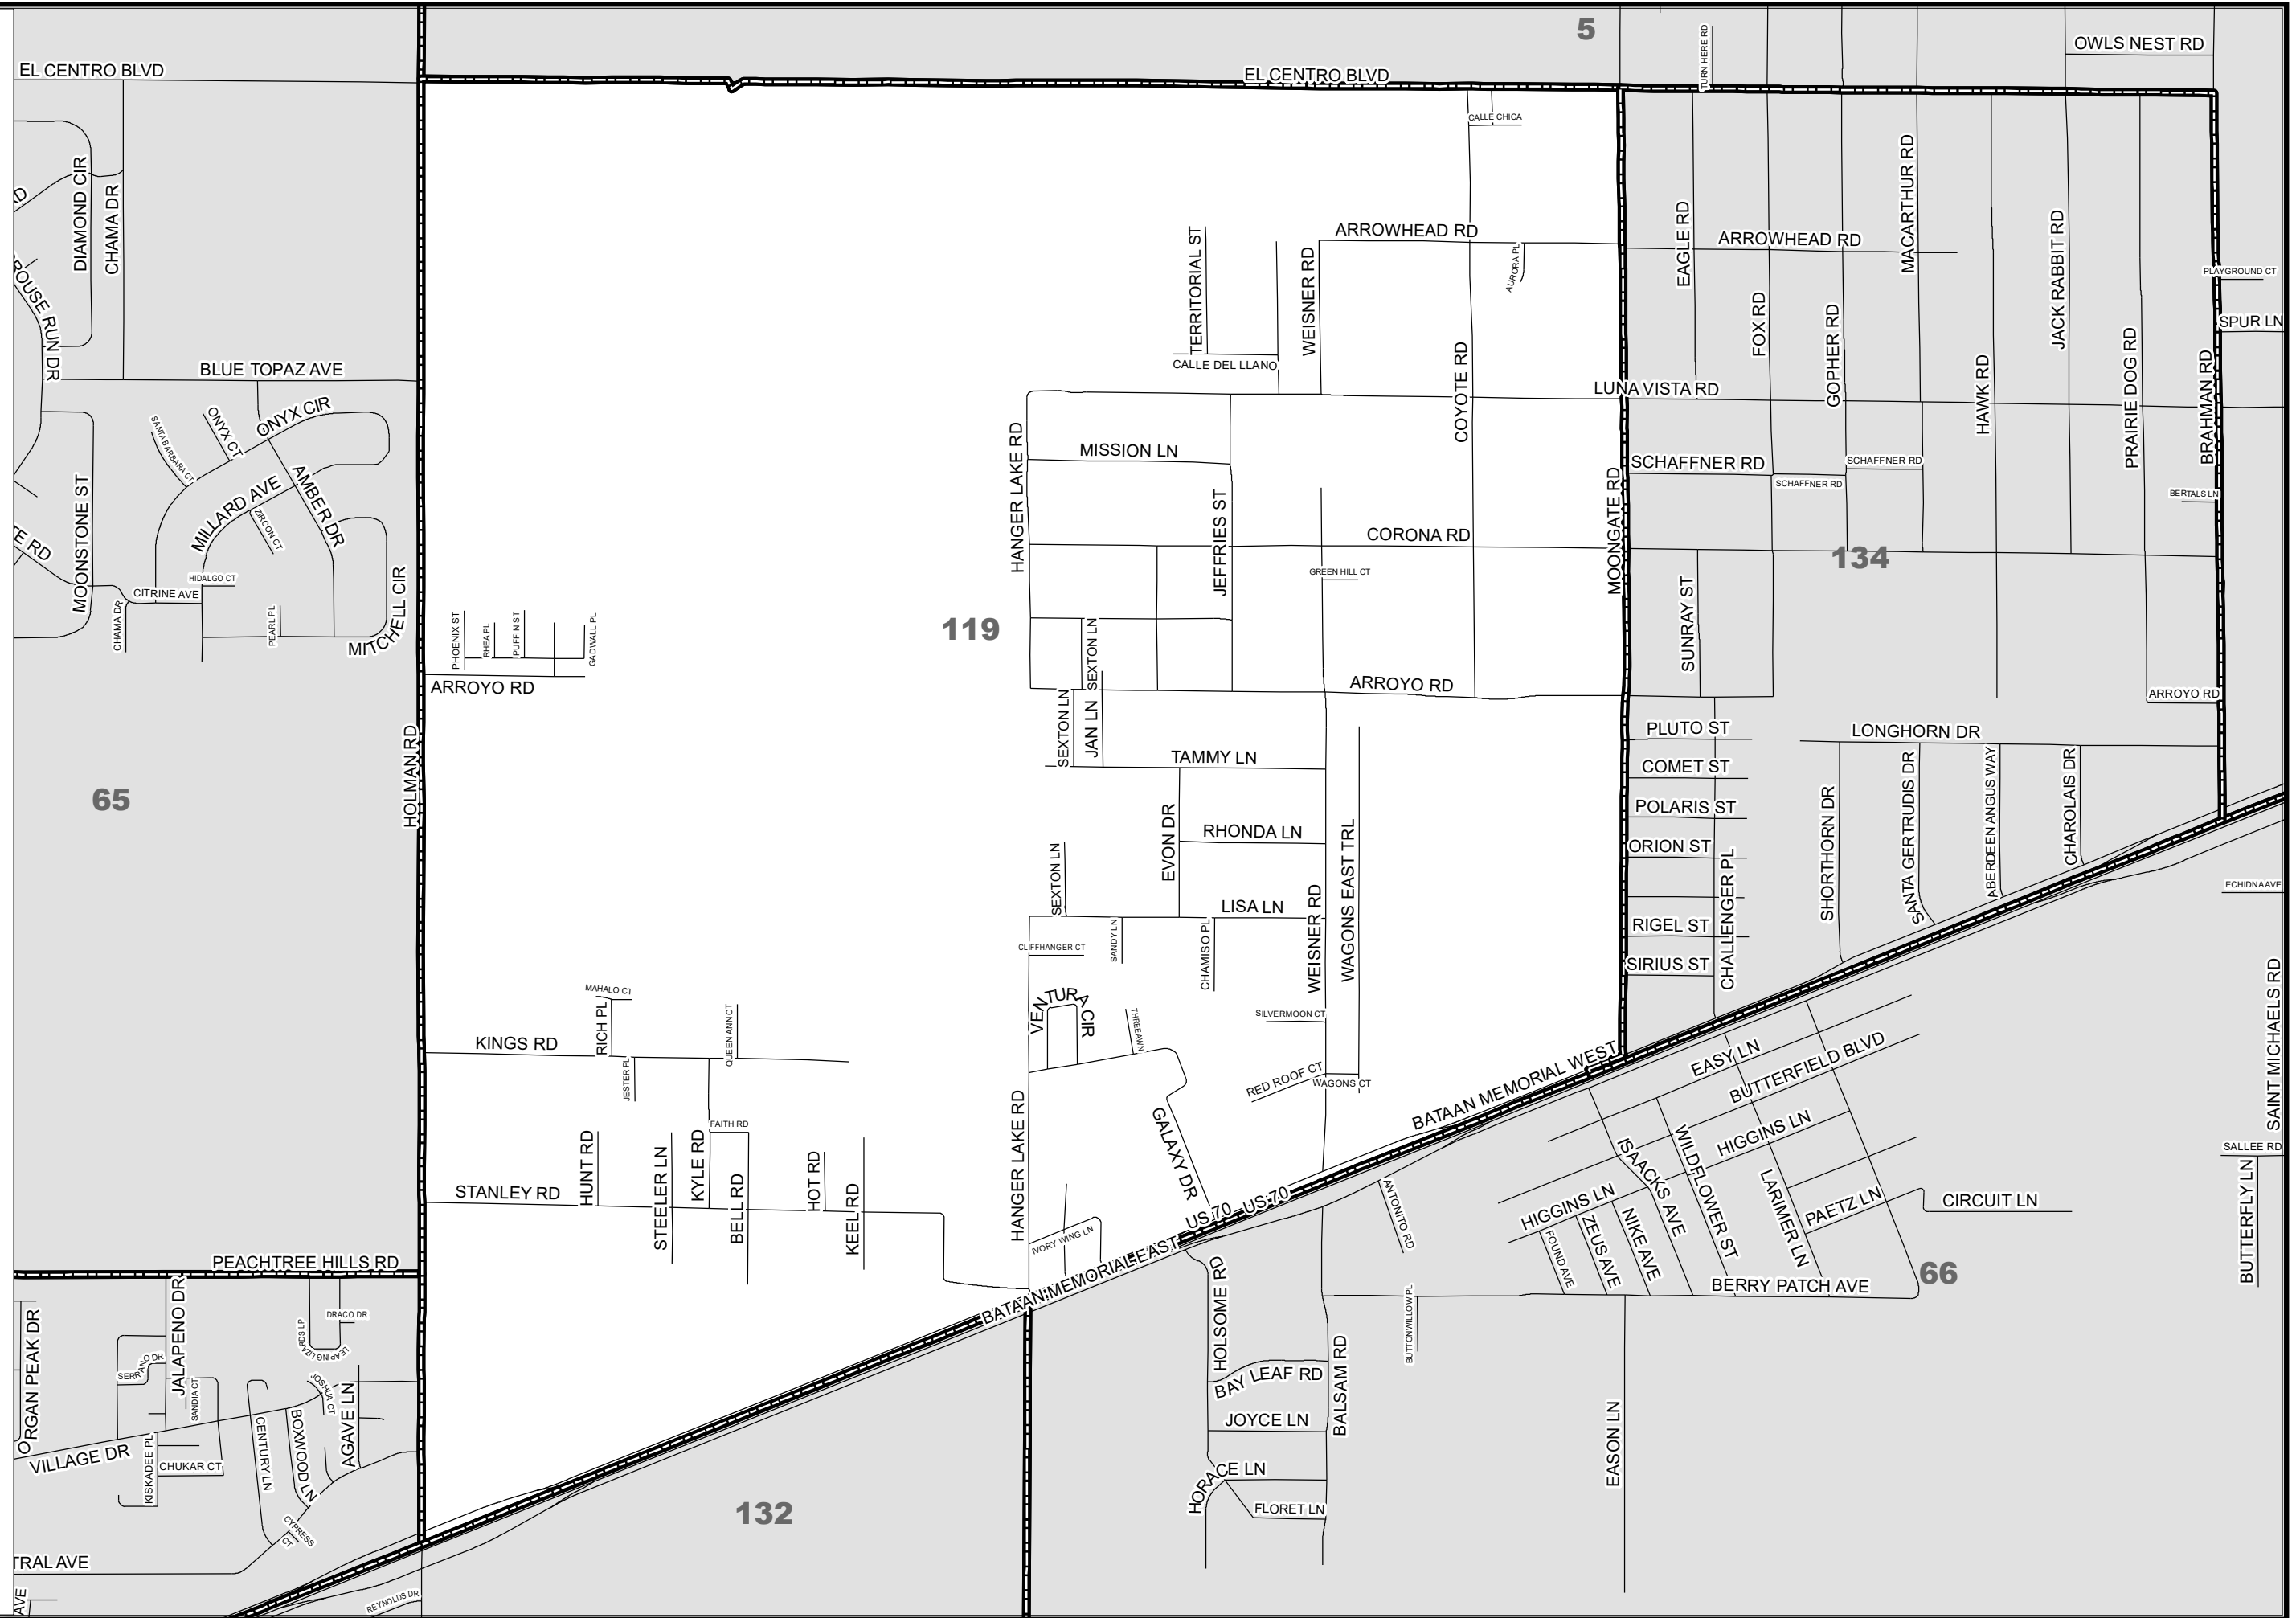 5
OWLS NEST RD
TURN HERE RD
EL CENTRO BLVD
EL CENTRO BLVD
CALLE CHICA
DIAMOND CIR
CHAMA DR
ROUSE RUN DR
TERRITORIAL ST
WEISNER RD
ARROWHEAD RD
AURORA PL
EAGLE RD
ARROWHEAD RD
MACARTHUR RD
JACK RABBIT RD
PLAYGROUND CT
SPUR LN
FOX RD
GOPHER RD
HAWK RD
PRAIRIE DOG RD
BRAHMAN RD
BLUE TOPAZ AVE
CALLE DEL LLANO
COYOTE RD
LUNA VISTA RD
ONYX CIR
ONYX CT
SANTA BARBARA CT
MILLARD AVE
AMBER DR
ZIRCON CT
MOONSTONE ST
TE RD
HANGER LAKE RD
MISSION LN
JEFFRIES ST
MOONGATE RD
SCHAFFNER RD
SCHAFFNER RD
SCHAFFNER RD
BERTALS LN
CORONA RD
GREEN HILL CT
134
HIDALGO CT
CITRINE AVE
CHAMA DR
PEARL PL
MITCHELL CIR
PHOENIX ST
RHEA PL
PUFFIN ST
GADWALL PL
ARROYO RD
119
SEXTON LN
SEXTON LN
JAN LN
ARROYO RD
SUNRAY ST
ARROYO RD
HOLMAN RD
65
TAMMY LN
PLUTO ST
COMET ST
POLARIS ST
ORION ST
RIGEL ST
SIRIUS ST
CHALLENGER PL
LONGHORN DR
SHORTHORN DR
SANTA GERTRUDIS DR
ABERDEEN ANGUS WAY
CHAROLAIS DR
ECHIDNA AVE
EVON DR
RHONDA LN
WAGONS EAST TRL
SEXTON LN
LISA LN
WEISNER RD
CLIFFHANGER CT
SANDY LN
CHAMISO PL
VENTURA CIR
THREEAWN
SILVERMOON CT
RED ROOF CT
WAGONS CT
MAHALO CT
RICH PL
QUEEN ANN CT
KINGS RD
JESTER PL
FAITH RD
HUNT RD
STEELER LN
KYLE RD
BELL RD
HOT RD
KEEL RD
STANLEY RD
HANGER LAKE RD
GALAXY DR
IVORY WING LN
BATAAN MEMORIAL WEST
US 70
US 70
BATAAN MEMORIAL EAST
EASY LN
BUTTERFIELD BLVD
HIGGINS LN
HIGGINS LN
ISAACKS AVE
WILDFLOWER ST
LARIMER LN
PAETZ LN
CIRCUIT LN
FOUND AVE
ZEUS AVE
NIKE AVE
BERRY PATCH AVE
66
SAINT MICHAELS RD
SALLEE RD
BUTTERFLY LN
ANTONITO RD
BUTTONWILLOW PL
HOLSOME RD
BAY LEAF RD
JOYCE LN
BALSAM RD
HORACE LN
FLORET LN
EASON LN
132
PEACHTREE HILLS RD
ORGAN PEAK DR
JALAPENO DR
DRACO DR
LEAPING LIZARDS LP
SERRANO DR
SANDIA CT
JOSHUA CT
AGAVE LN
VILLAGE DR
KISKADEE PL
CHUKAR CT
CENTURY LN
BOXWOOD LN
CYPRESS CT
TRAL AVE
AVE
REYNOLDS DR